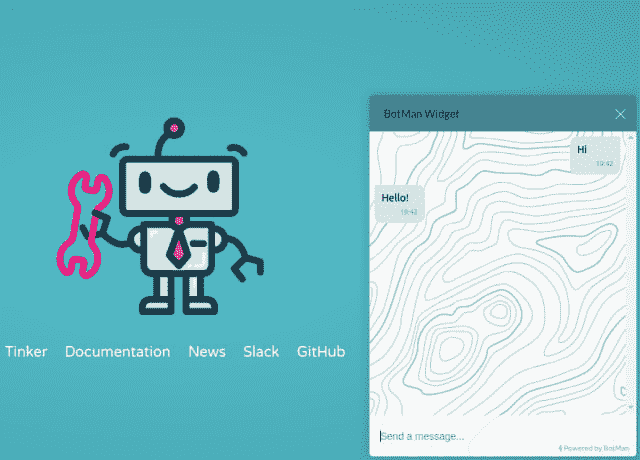 BotMan Widget
Hi
19:42
Hello!
19:42
Tinker Documentation News Slack GitHub
Send a message...
Powered by BotMan